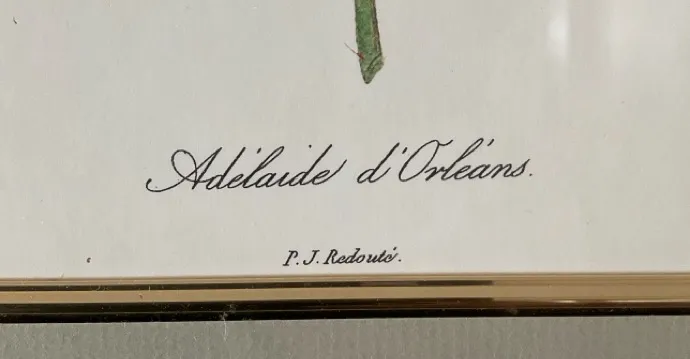 Adélaide d'Orléans.
P. J. Redouté.